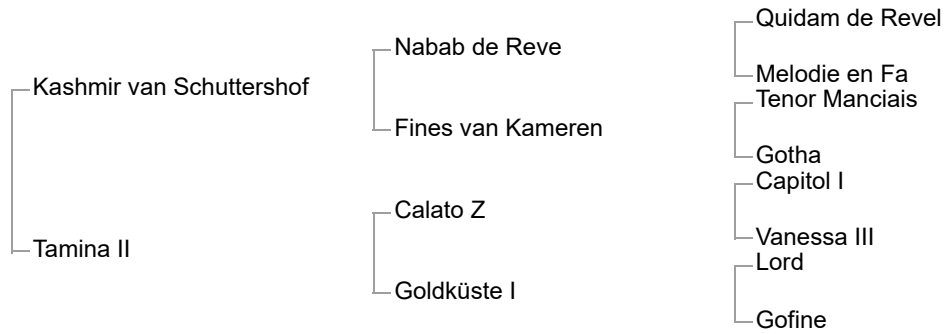 Quidam de Revel
Nabab de Reve
Melodie en Fa
Kashmir van Schuttershof
Tenor Manciais
Fines van Kameren
Gotha
Capitol I
Calato Z
Vanessa III
Tamina II
Lord
Goldküste I
Gofine